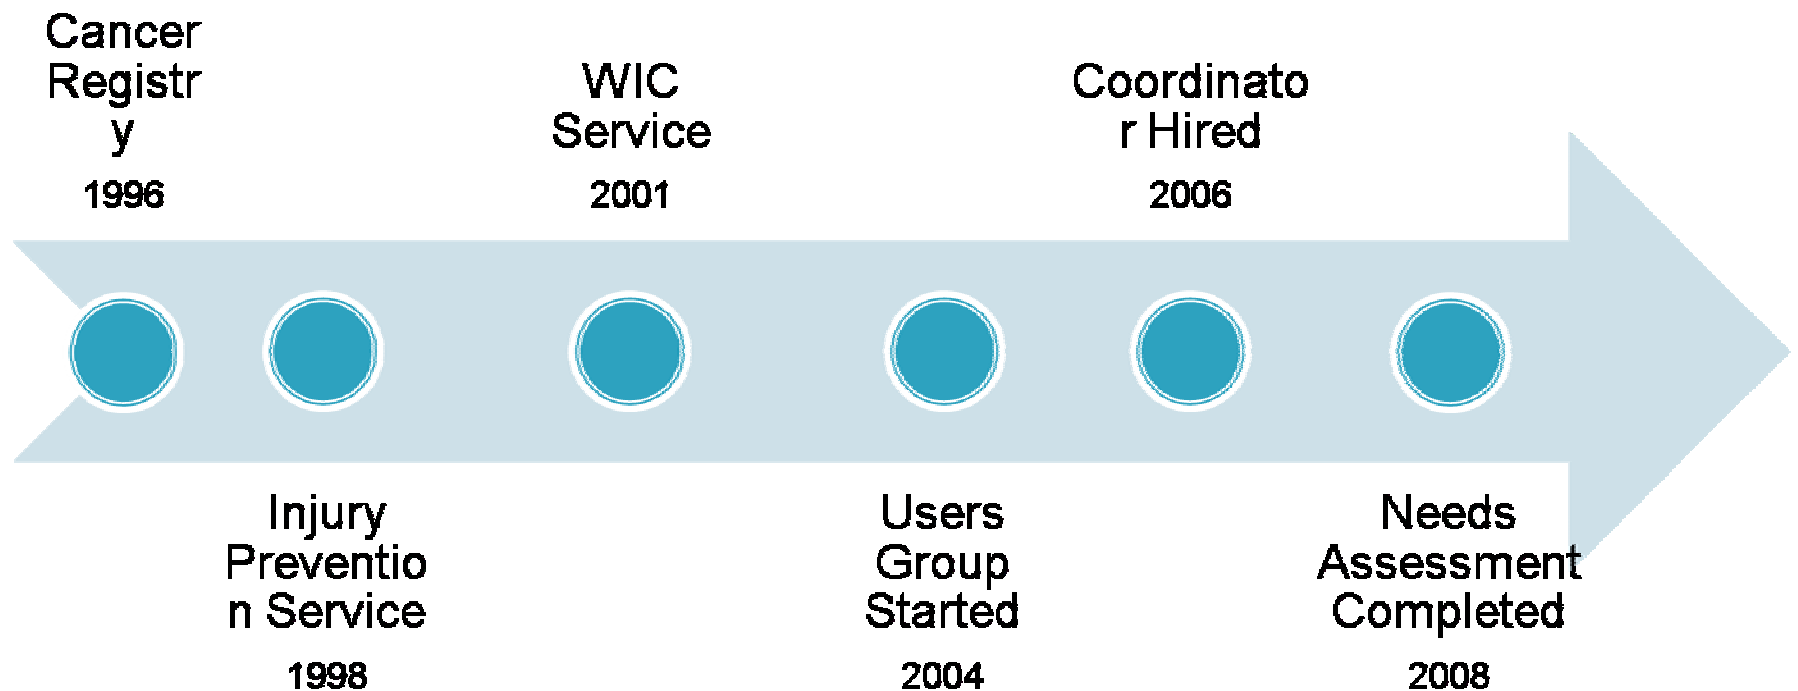 Cancer
Registr
y
1996
Injury
Preventio
n Service
1998
WIC
Service
2001
Users
Group
Started
2004
Coordinato
r Hired
2006
Needs
Assessment
Completed
2008